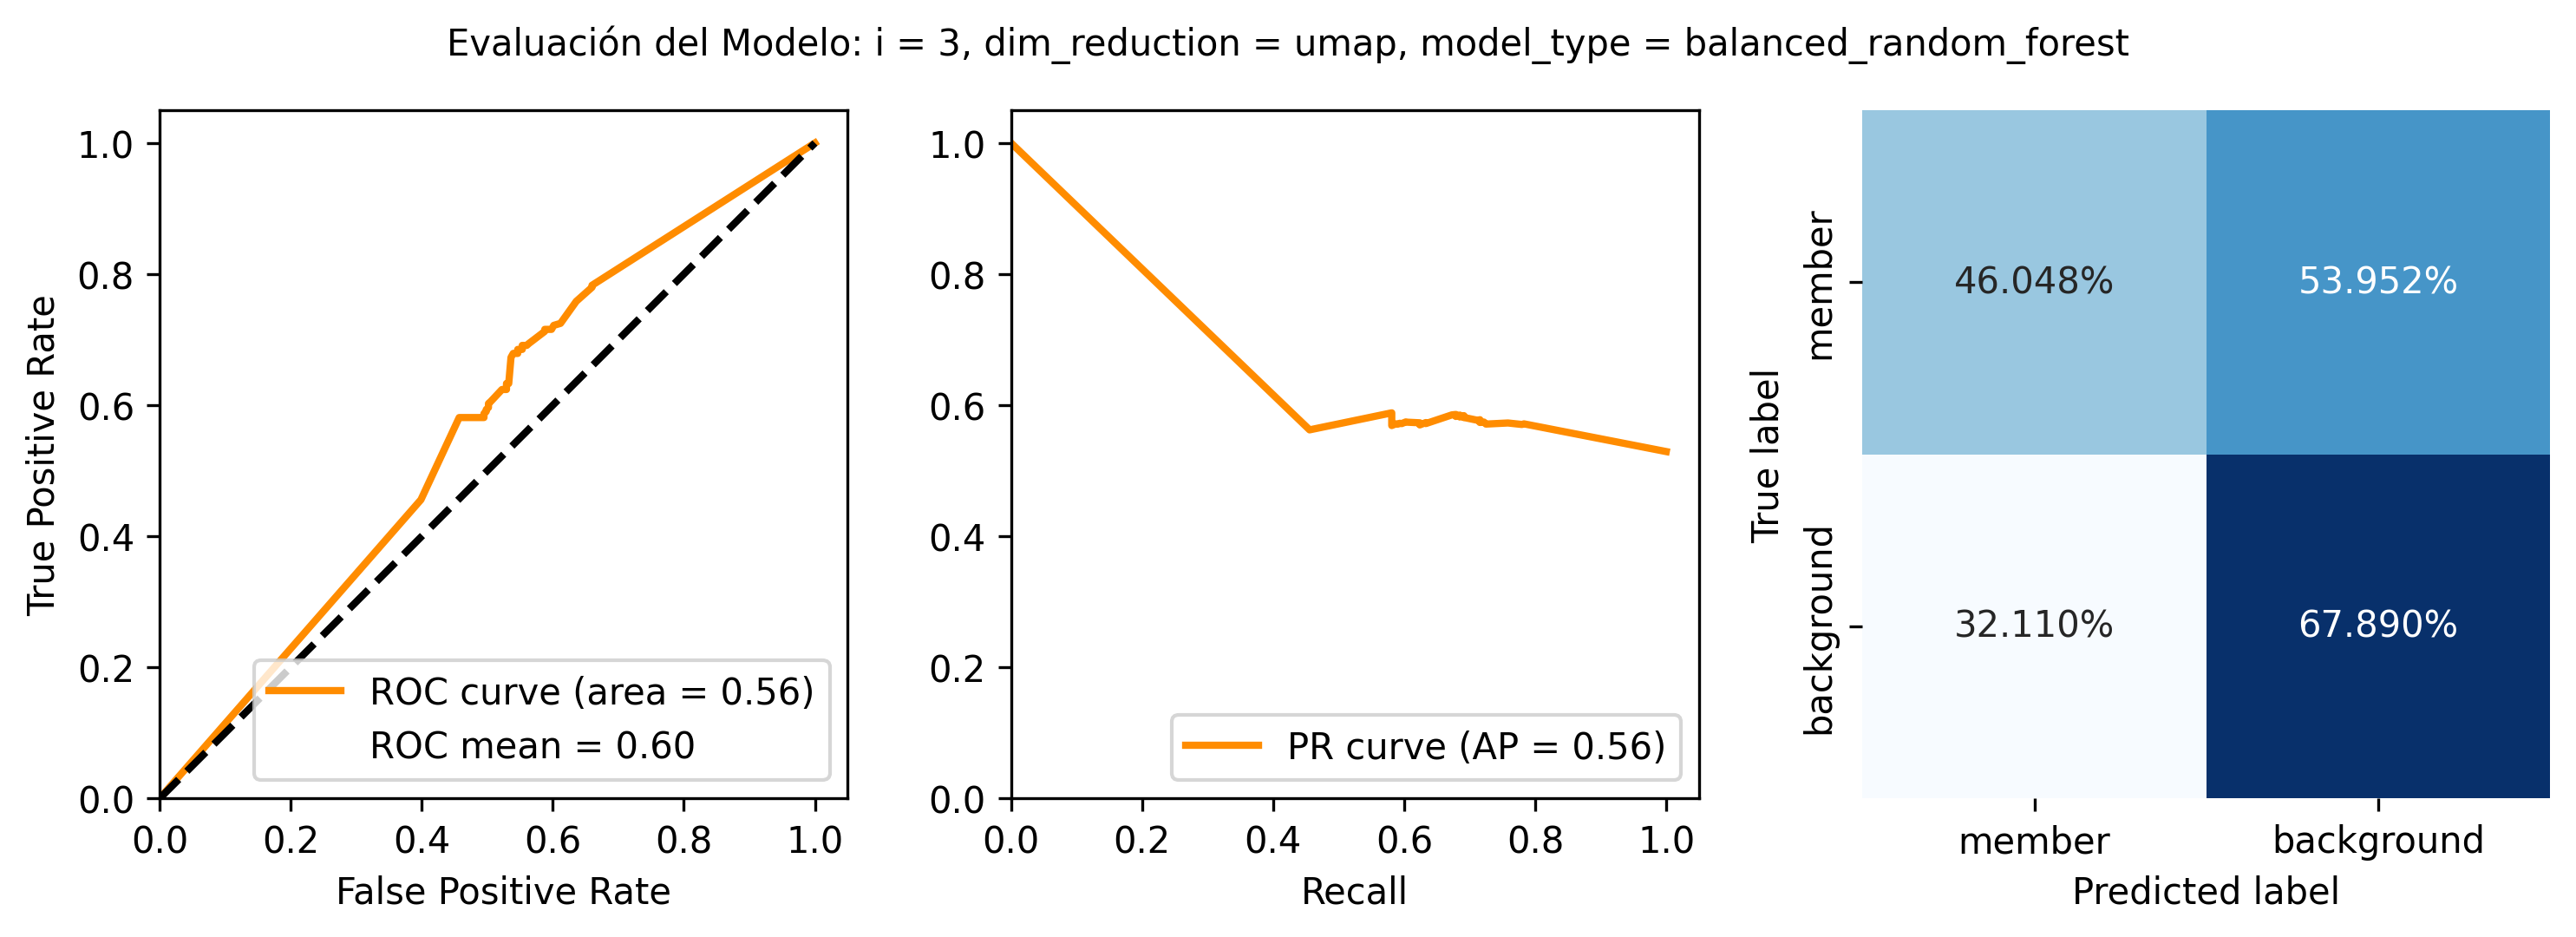 Evaluación del Modelo: i = 3, dim_reduction = umap, model_type = balanced_random_forest
True Positive Rate
1.0
0.8
0.6
0.4
0.2
0.0
0.0 0.2 0.4 0.6 0.8 1.0
False Positive Rate
ROC curve (area = 0.56)
ROC mean = 0.60
1.0
0.8
0.6
0.4
0.2
0.0
0.0 0.2 0.4 0.6 0.8 1.0
Recall
PR curve (AP = 0.56)
True label
member
background
46.048% 53.952%
32.110% 67.890%
member background
Predicted label